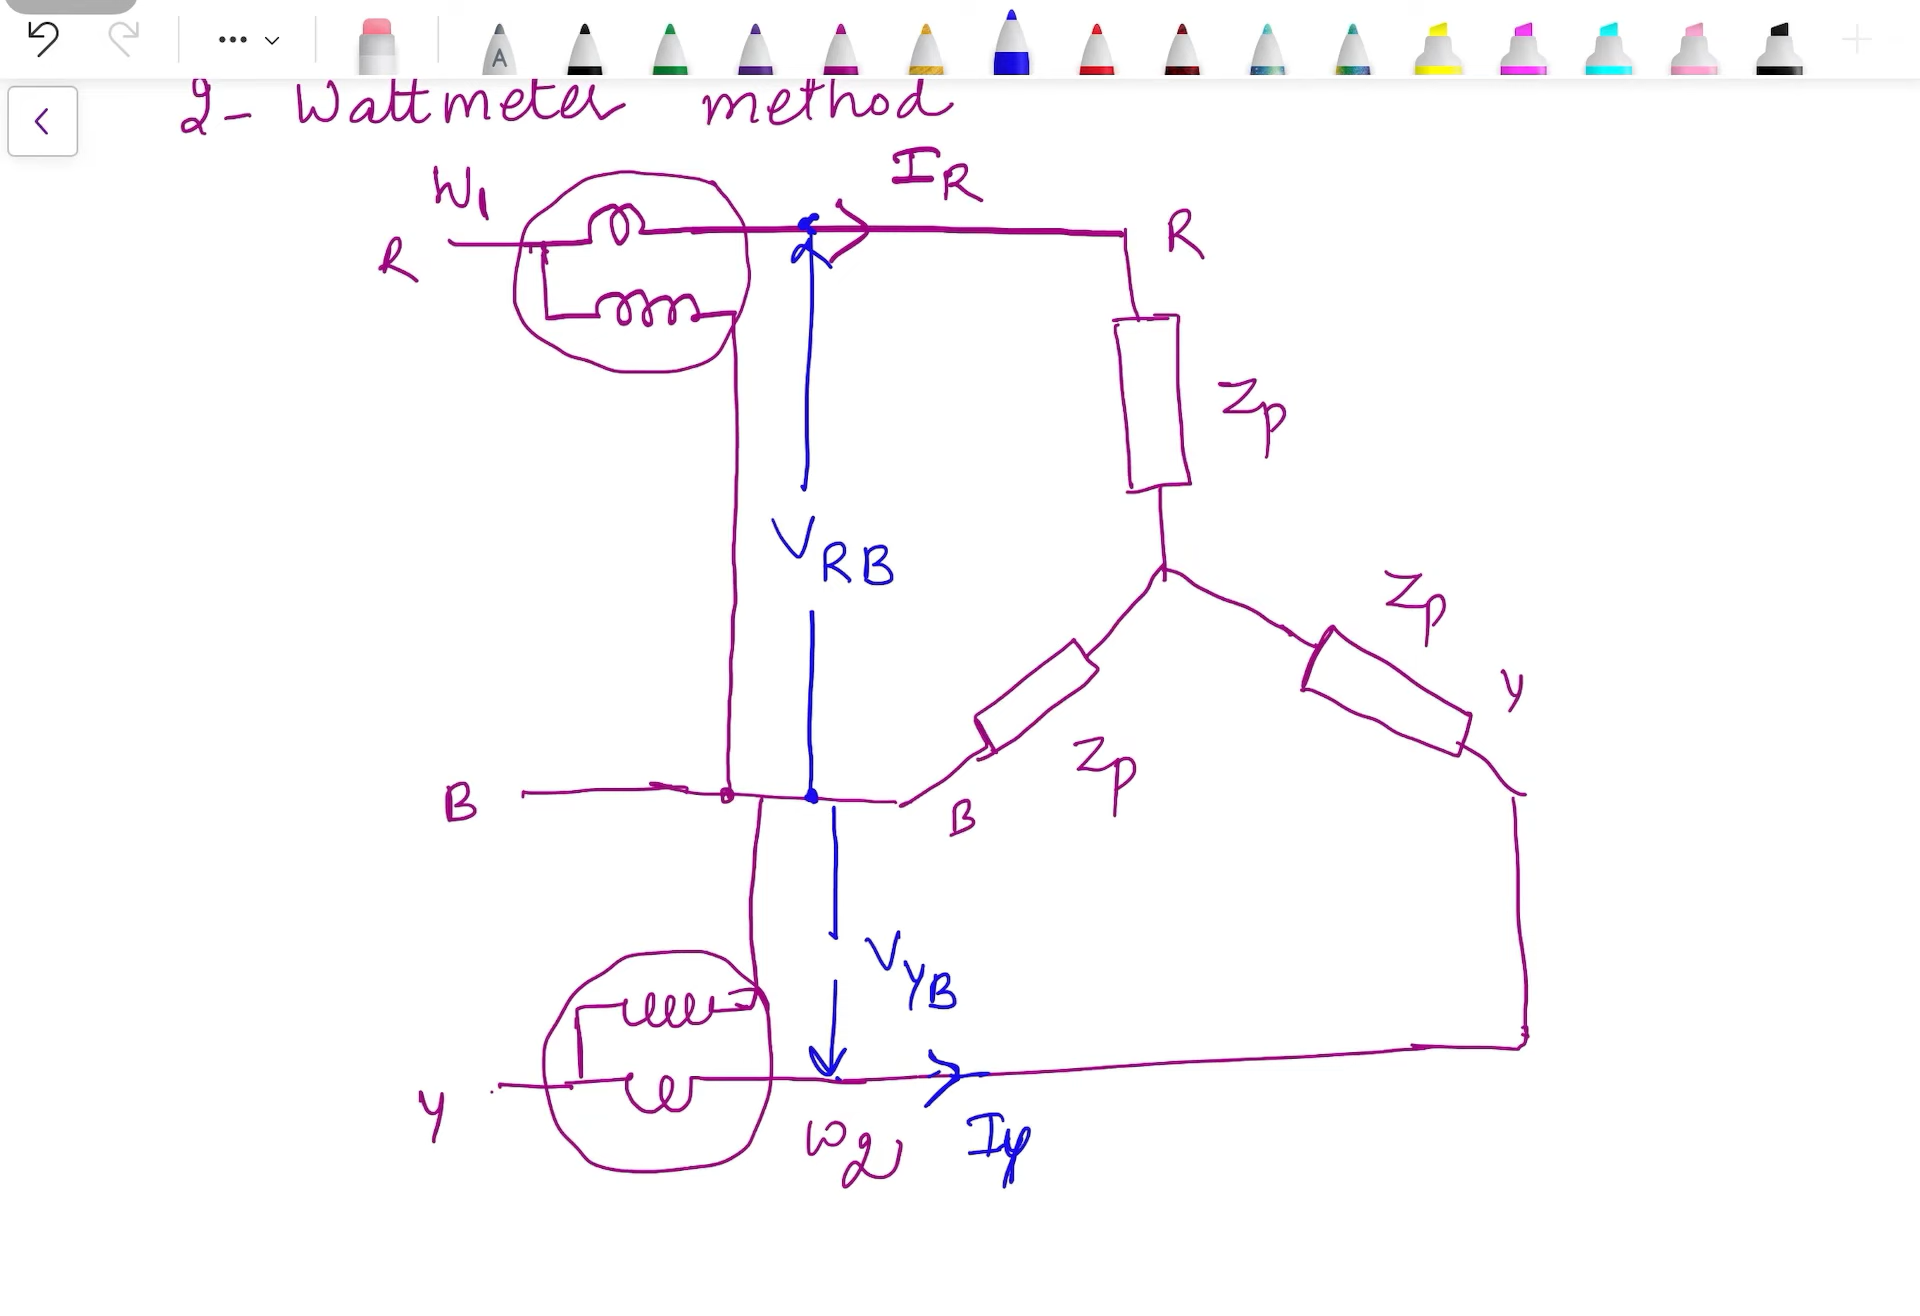 2- Wattmeter method
W1
IR
R
R
Zp
VRB
Zp
Y
Zp
B
B
VYB
Y
W2
Iy
A